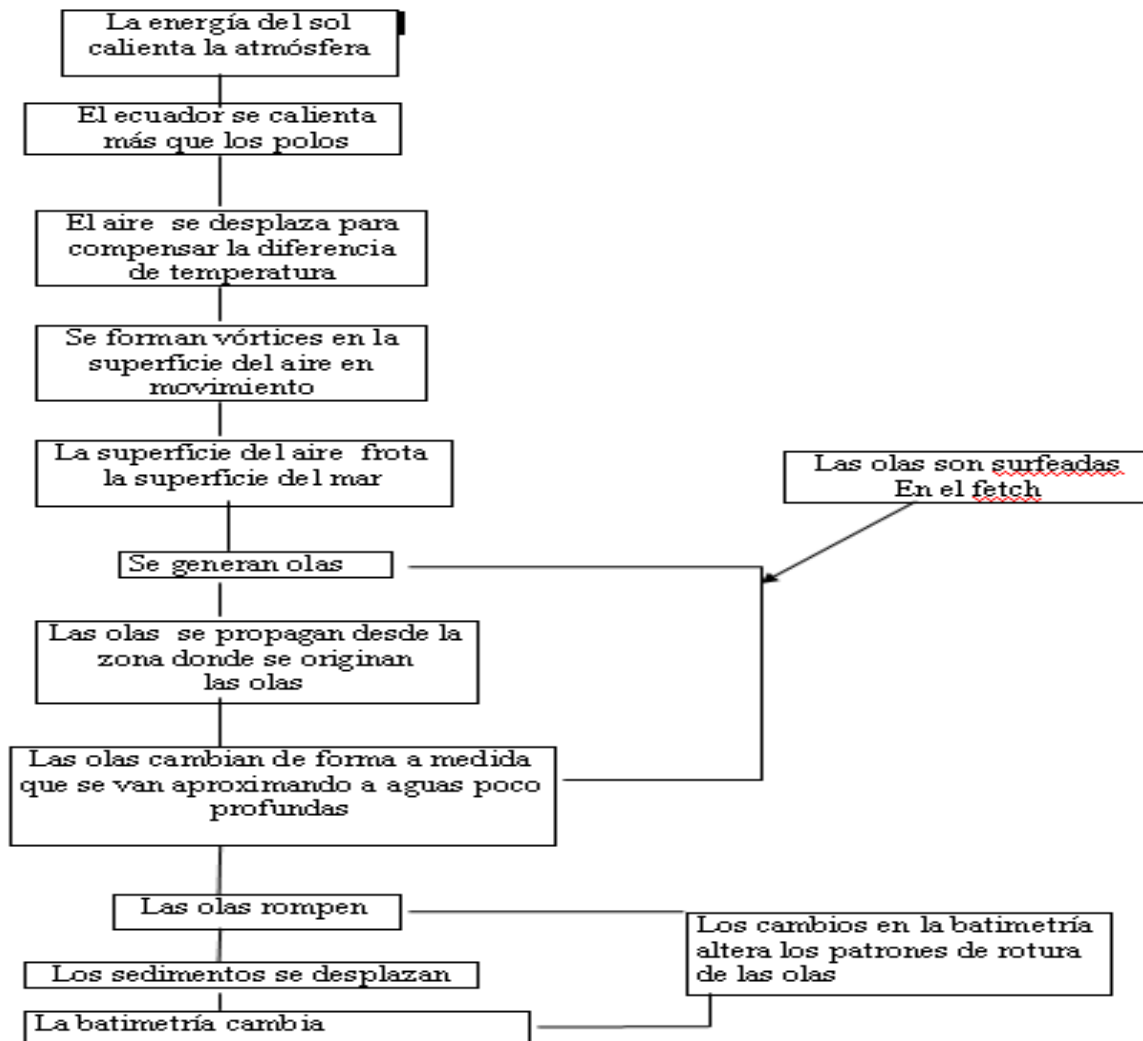 La energía del sol
calienta la atmósfera
El ecuador se calienta
más que los polos
El aire se desplaza para
compensar la diferencia
de temperatura
Se forman vórtices en la
superficie del aire en
movimiento
La superficie del aire frota
la superficie del mar
Las olas son surfeadas
En el fetch
Se generan olas
Las olas se propagan desde la
zona donde se originan
las olas
Las olas cambian de forma a medida
que se van aproximando a aguas poco
profundas
Las olas rompen
Los cambios en la batimetría
altera los patrones de rotura
de las olas
Los sedimentos se desplazan
La batimetría cambia